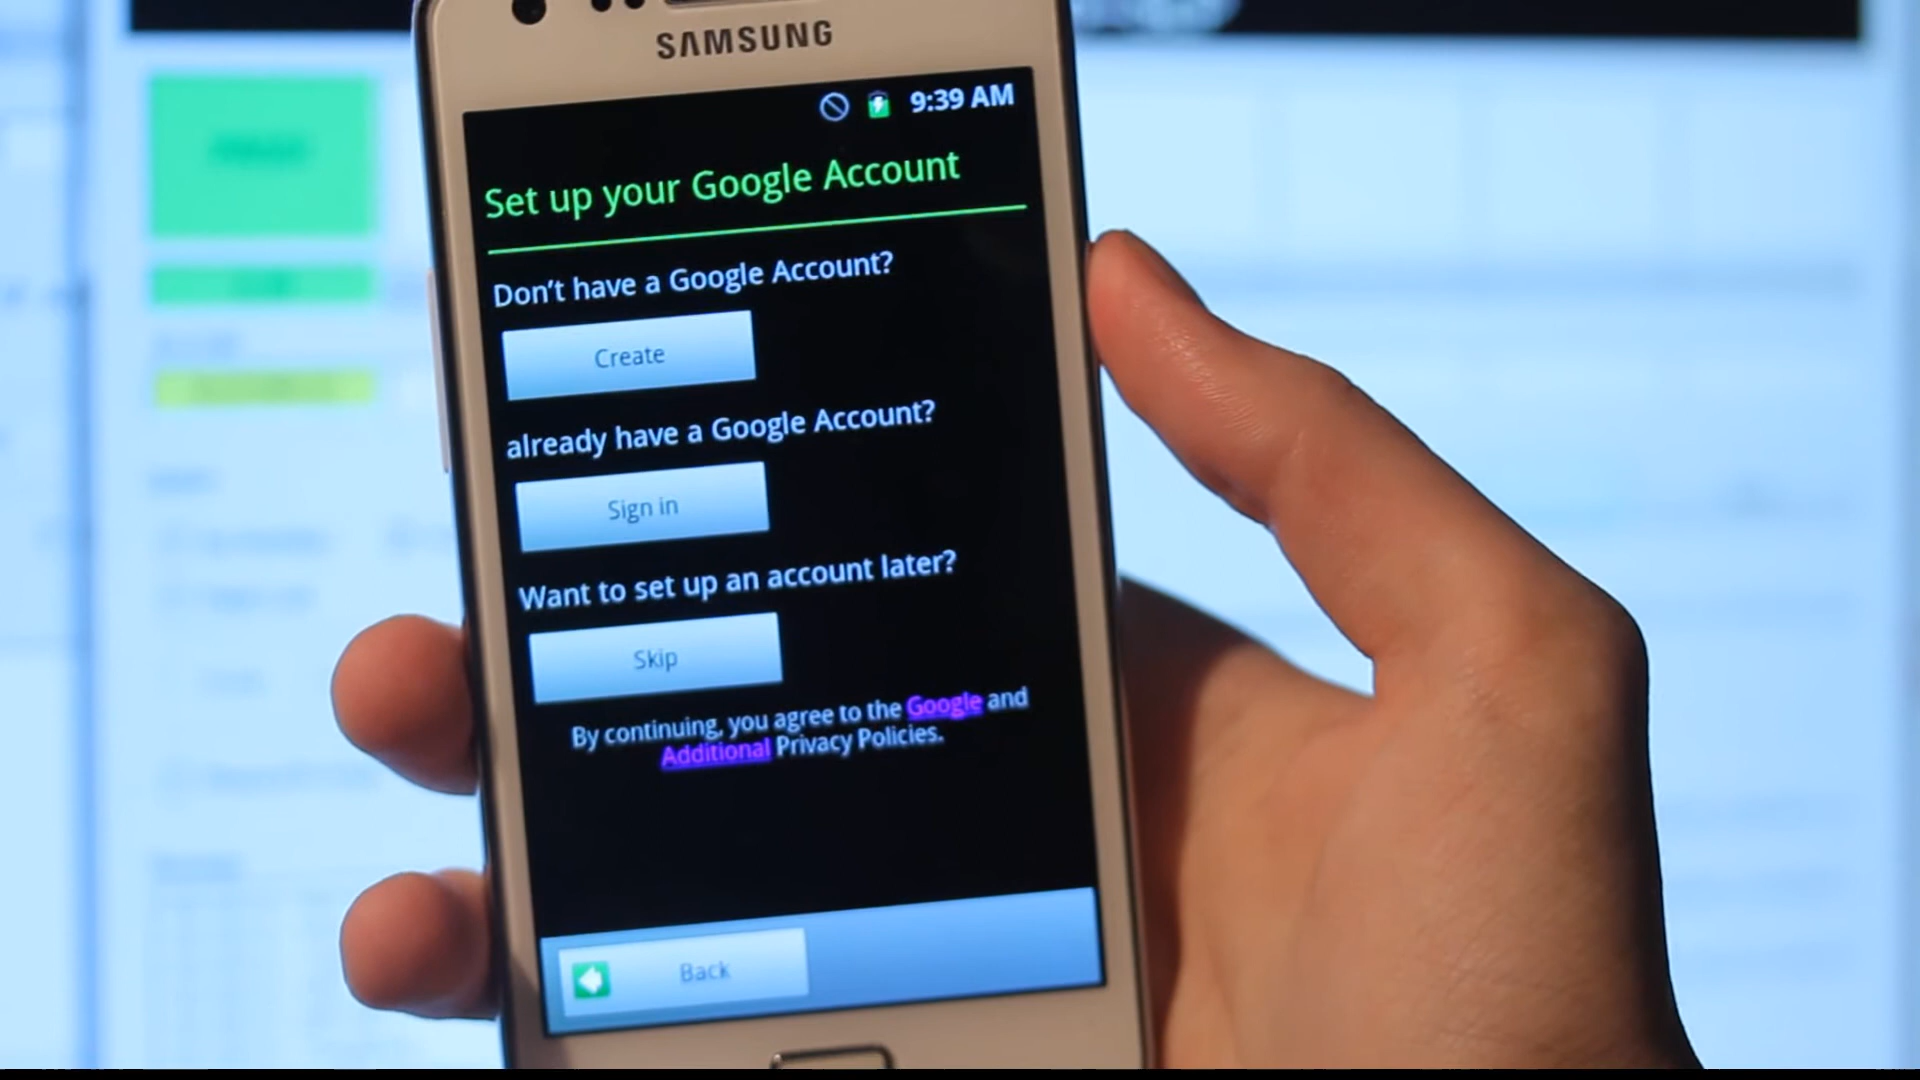 SAMSUNG
9:39 AM
Set up your Google Account
Don't have a Google Account?
Create
already have a Google Account?
Sign in
Want to set up an account later?
Skip
By continuing, you agree to the Google and
Additional Privacy Policies.
Back